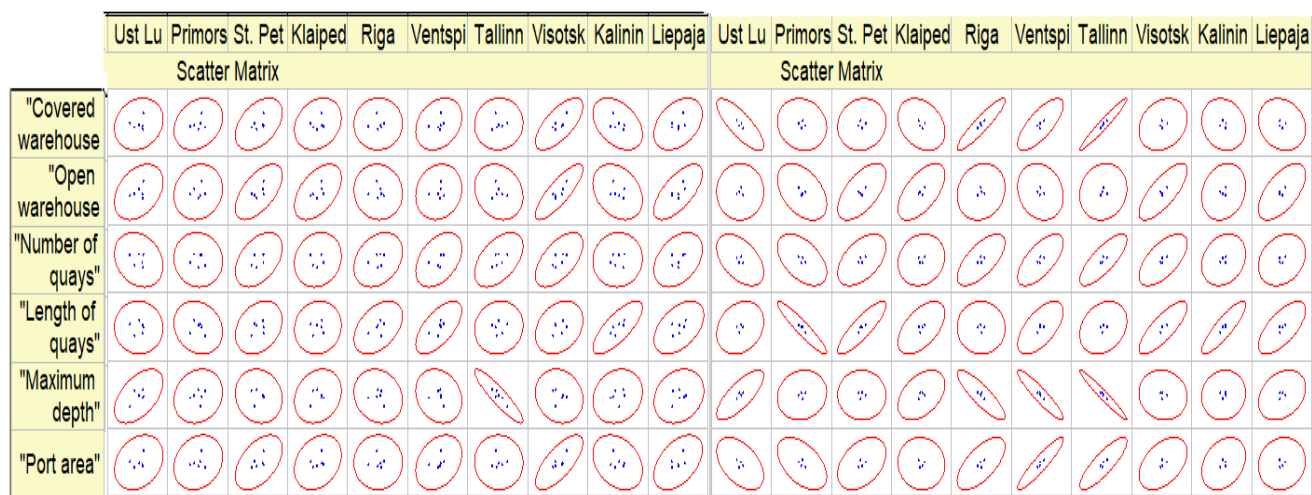 Ust Lu Primors St. Pet Klaiped Riga Ventspi Tallinn Visotsk Kalinin Liepaja Ust Lu Primors St. Pet Klaiped Riga Ventspi Tallinn Visotsk Kalinin Liepaja
Scatter Matrix Scatter Matrix
"Covered
warehouse
"Open
warehouse
"Number of
quays"
"Length of
quays"
"Maximum
depth"
"Port area"